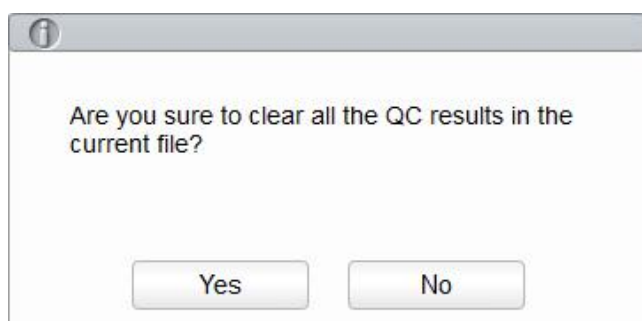 Are you sure to clear all the QC results in the
current file?
Yes
No